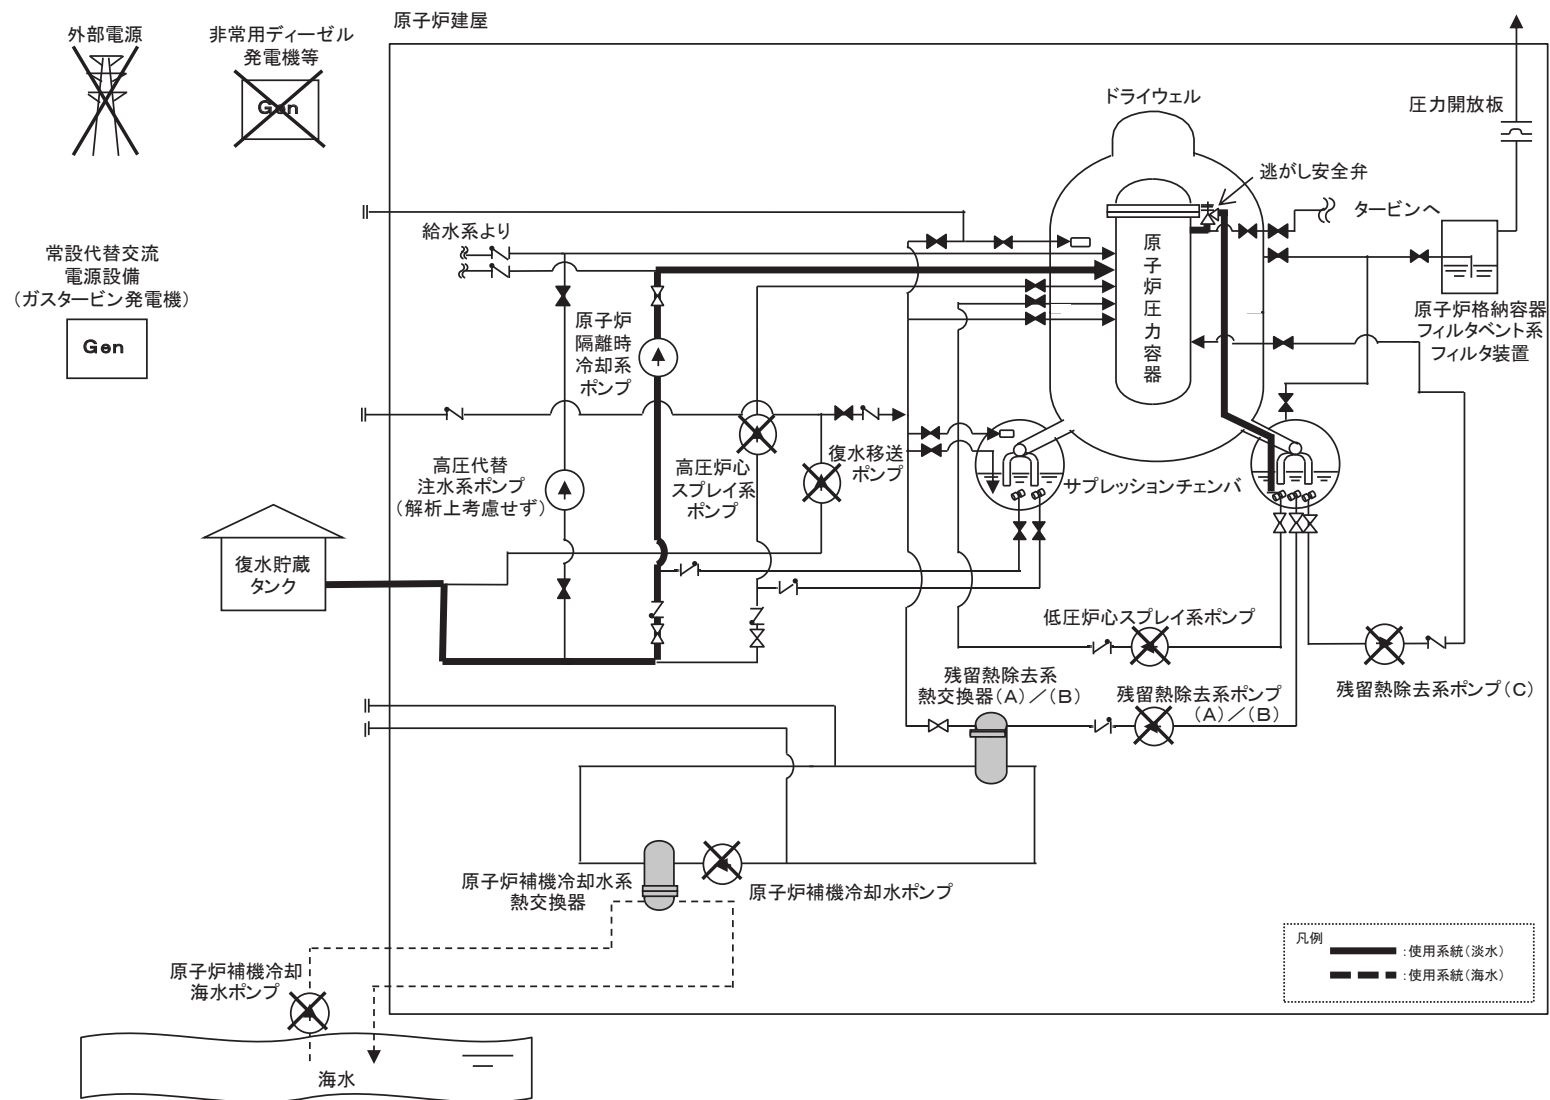 原子炉建屋
外部電源
非常用ディーゼル
発電機等
Gen
ドライウェル
圧力開放板
逃がし安全弁
タービンへ
給水系より
常設代替交流
電源設備
（ガスタービン発電機）
Gen
原子炉圧力容器
原子炉
隔離時
冷却系
ポンプ
原子炉格納容器
フィルタベント系
フィルタ装置
高圧代替
注水系ポンプ
（解析上考慮せず）
高圧炉心
スプレイ系
ポンプ
復水移送
ポンプ
サプレッションチェンバ
復水貯蔵
タンク
低圧炉心スプレイ系ポンプ
残留熱除去系
熱交換器（A）／（B）
残留熱除去系ポンプ
（A）／（B）
残留熱除去系ポンプ（C）
原子炉補機冷却水系
熱交換器
原子炉補機冷却水ポンプ
原子炉補機冷却
海水ポンプ
海水
凡例
：使用系統（淡水）
：使用系統（海水）